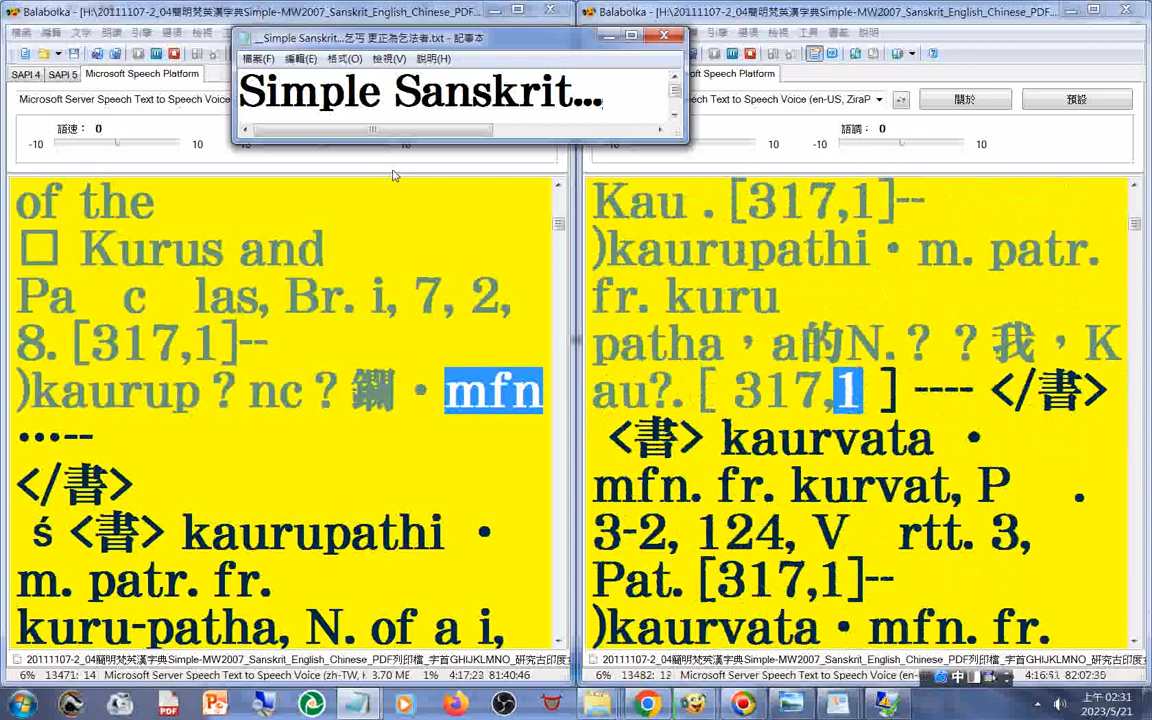 Balabolka - [H:\20111107-2_04簡明梵英漢字典Simple-MW2007_Sanskrit_English_Chinese_PDF...
Balabolka - [H:\20111107-2_04簡明梵英漢字典Simple-MW2007_Sanskrit_English_Chinese_PDF...
__Simple Sanskrit...乞丐 更正為乞法者.txt - 記事本
檔案(F) 編輯(E) 格式(O) 檢視(V) 說明(H)
Simple Sanskrit...
SAPI 4 SAPI 5 Microsoft Speech Platform
Speech Platform
Microsoft Server Speech Text to Speech Voice
ech Text to Speech Voice (en-US, ZiraP
關於
預設
語速： 0
-10 10
10
語調： 0
-10 10
of the
□ Kurus and
Pa c las, Br. i, 7, 2,
8. [317,1]--
)kaurup？nc？鐗•mfn
...--
</書>
ś <書> kaurupathi •
m. patr. fr.
kuru-patha, N. of a i,
Kau . [317,1]--
)kaurupathi•m. patr.
fr. kuru
patha，a的N.？？我，K
au?. [ 317,1 ] ---- </書>
<書> kaurvata •
mfn. fr. kurvat, P .
3-2, 124, V rtt. 3,
Pat. [317,1]--
)kaurvata•mfn. fr.
20111107-2_04簡明梵英漢字典Simple-MW2007_Sanskrit_English_Chinese_PDF列印檔_字首GHIJKLMNO_研究古印度
20111107-2_04簡明梵英漢字典Simple-MW2007_Sanskrit_English_Chinese_PDF列印檔_字首GHIJKLMNO_研究古印度
6% 13471: 14 Microsoft Server Speech Text to Speech Voice (zh-TW, H 3.70 ME 1% 4:17:23 81:40:46
6% 13482: 13 Microsoft Server Speech Text to Speech Voice 4:16:51 82:07:39
中
PDF
上午 02:31
2023/5/21